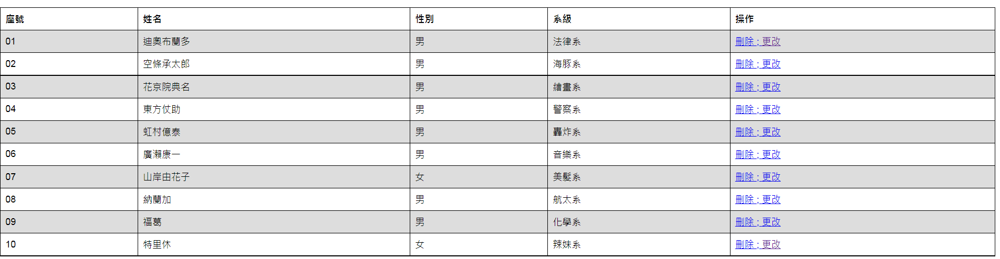 座號 姓名 性別 系級 操作
01 迪奧布蘭多 男 法律系 刪除 ; 更改
02 空條承太郎 男 海豚系 刪除 ; 更改
03 花京院典名 男 繪畫系 刪除 ; 更改
04 東方仗助 男 警察系 刪除 ; 更改
05 虹村億泰 男 轟炸系 刪除 ; 更改
06 廣瀨康一 男 音樂系 刪除 ; 更改
07 山岸由花子 女 美髮系 刪除 ; 更改
08 納蘭加 男 航太系 刪除 ; 更改
09 福葛 男 化學系 刪除 ; 更改
10 特里休 女 辣妹系 刪除 ; 更改